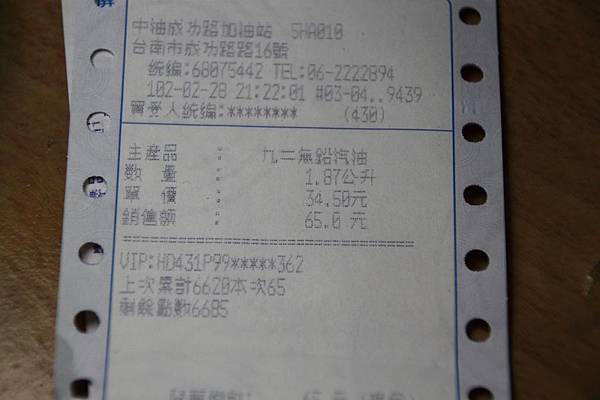 中油成功路加油站 SHA010
台南市成功路路16號
統編:68075442 TEL:06-2222894
102-02-28 21:22:01 #03-04..9439
買受人統編:******** (430)
主產品 : 九二無鉛汽油
數 量 : 1.87公升
單 價 : 34.50元
銷售額 : 65.0 元
VIP:HD431P99*****362
上次累計6620本次65
剩餘點數6685